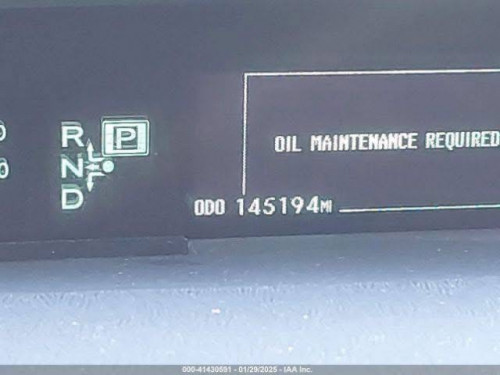 R P
N
D
OIL MAINTENANCE REQUIRED
ODO 145194MI
000-41430591 - 01/29/2025 - IAA Inc.